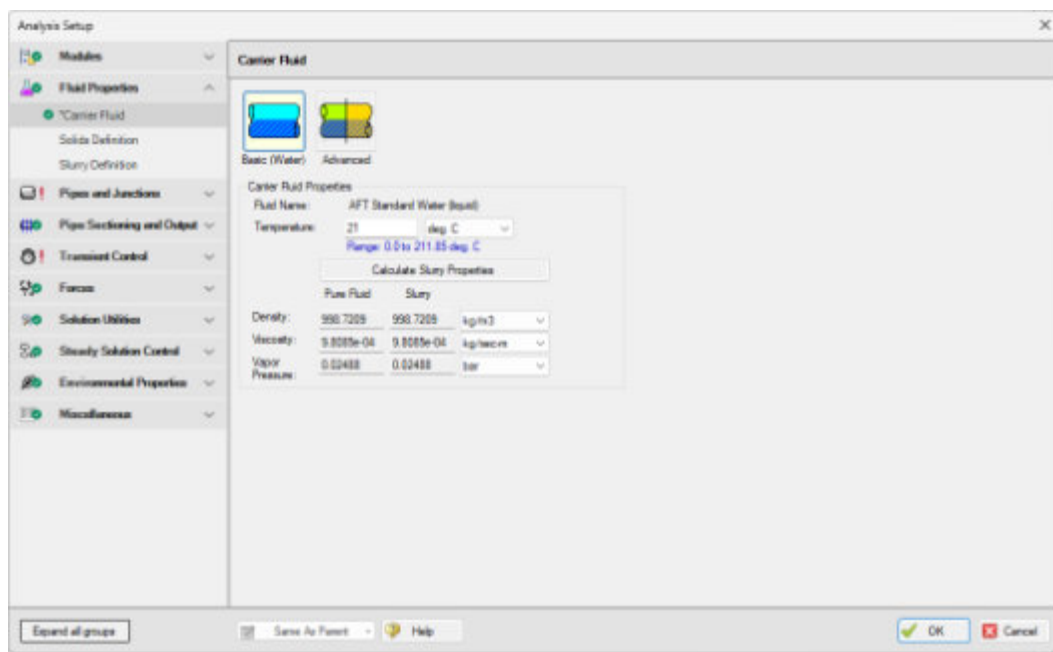 Analysis Setup
Modules
Fluid Properties
*Carrier Fluid
Solids Definition
Slurry Definition
Pipes and Junctions
Pipe Sectioning and Output
Transient Control
Forces
Solution Utilities
Steady Solution Control
Environmental Properties
Miscellaneous
Expand all groups
Carrier Fluid
Basic (Water) Advanced
Carrier Fluid Properties
Fluid Name: AFT Standard Water (liquid)
Temperature: 21 deg. C
Range: 0.0 to 211.85 deg. C
Calculate Slurry Properties
Pure Fluid Slurry
Density: 998.7209 998.7209 kg/m3
Viscosity: 9.8085e-04 9.8085e-04 kg/sec-m
Vapor Pressure: 0.02488 0.02488 bar
Same As Parent Help
OK Cancel